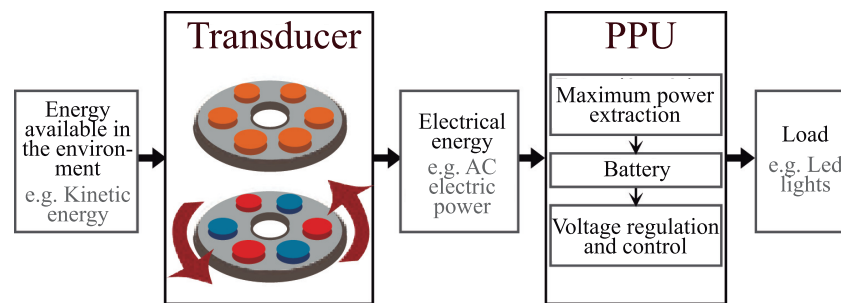 Transducer
PPU
Energy
available in
the environ-
ment
e.g. Kinetic
energy
Electrical
energy
e.g. AC
electric
power
Maximum power
extraction
Battery
Voltage regulation
and control
Load
e.g. Led
lights